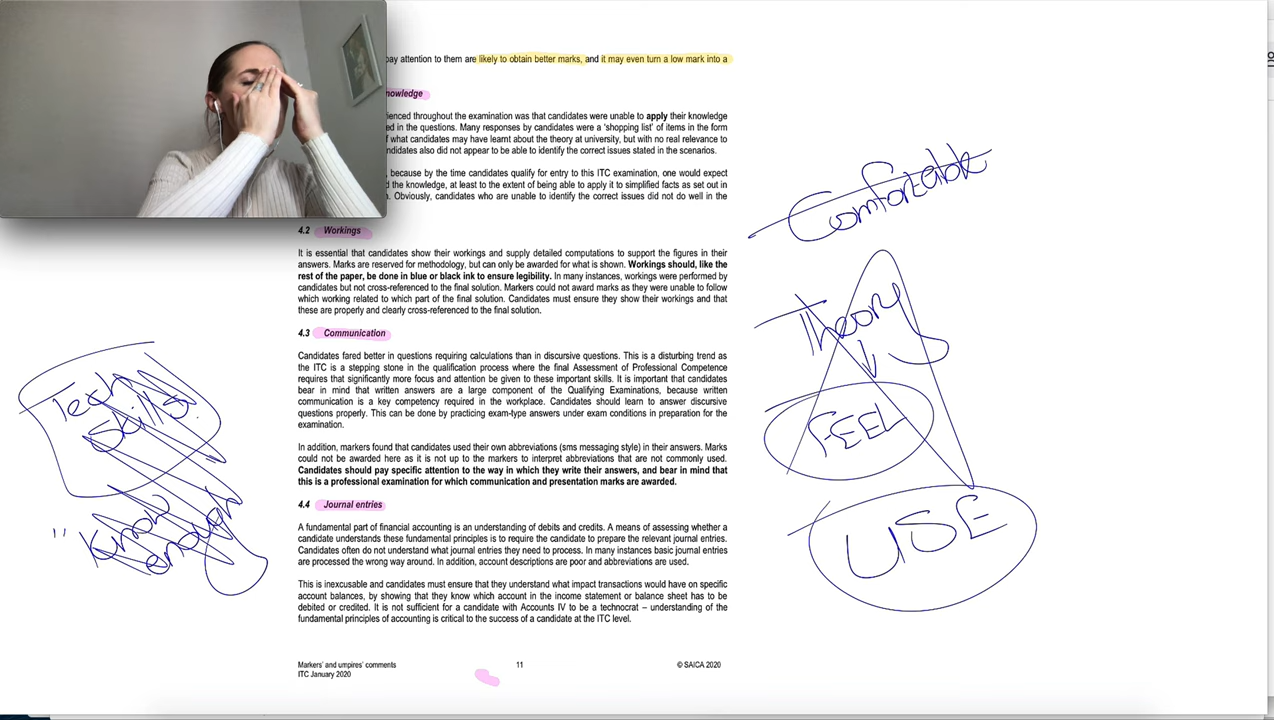 pay attention to them are likely to obtain better marks, and it may even turn a low mark into a
nowledge
ienced throughout the examination was that candidates were unable to apply their knowledge
ed in the questions. Many responses by candidates were a 'shopping list' of items in the form
f what candidates may have learnt about the theory at university, but with no real relevance to
ndidates also did not appear to be able to identify the correct issues stated in the scenarios.
, because by the time candidates qualify for entry to this ITC examination, one would expect
d the knowledge, at least to the extent of being able to apply it to simplified facts as set out in
n. Obviously, candidates who are unable to identify the correct issues did not do well in the
4.2 Workings
It is essential that candidates show their workings and supply detailed computations to support the figures in their
answers. Marks are reserved for methodology, but can only be awarded for what is shown. Workings should, like the
rest of the paper, be done in blue or black ink to ensure legibility. In many instances, workings were performed by
candidates but not cross-referenced to the final solution. Markers could not award marks as they were unable to follow
which working related to which part of the final solution. Candidates must ensure they show their workings and that
these are properly and clearly cross-referenced to the final solution.
4.3 Communication
Candidates fared better in questions requiring calculations than in discursive questions. This is a disturbing trend as
the ITC is a stepping stone in the qualification process where the final Assessment of Professional Competence
requires that significantly more focus and attention be given to these important skills. It is important that candidates
bear in mind that written answers are a large component of the Qualifying Examinations, because written
communication is a key competency required in the workplace. Candidates should learn to answer discursive
questions properly. This can be done by practicing exam-type answers under exam conditions in preparation for the
examination.
In addition, markers found that candidates used their own abbreviations (sms messaging style) in their answers. Marks
could not be awarded here as it is not up to the markers to interpret abbreviations that are not commonly used.
Candidates should pay specific attention to the way in which they write their answers, and bear in mind that
this is a professional examination for which communication and presentation marks are awarded.
4.4 Journal entries
A fundamental part of financial accounting is an understanding of debits and credits. A means of assessing whether a
candidate understands these fundamental principles is to require the candidate to prepare the relevant journal entries.
Candidates often do not understand what journal entries they need to process. In many instances basic journal entries
are processed the wrong way around. In addition, account descriptions are poor and abbreviations are used.
This is inexcusable and candidates must ensure that they understand what impact transactions would have on specific
account balances, by showing that they know which account in the income statement or balance sheet has to be
debited or credited. It is not sufficient for a candidate with Accounts IV to be a technocrat – understanding of the
fundamental principles of accounting is critical to the success of a candidate at the ITC level.
Markers' and umpires' comments 11 © SAICA 2020
ITC January 2020
Tech
Skills!
"Know
enough
Comfortable
Theory
FEEL
USE